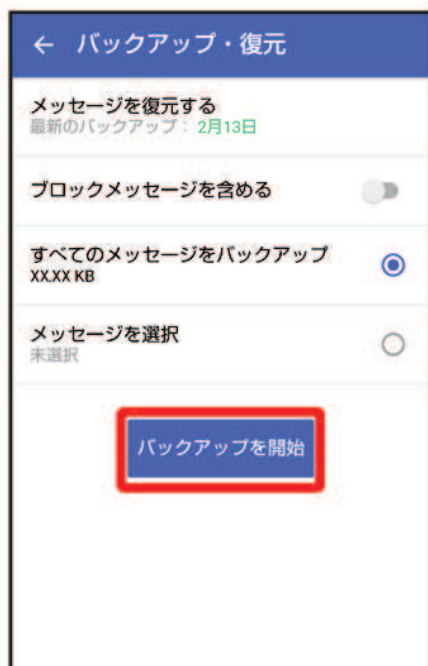 ← バックアップ・復元
メッセージを復元する
最新のバックアップ： 2月13日
ブロックメッセージを含める
すべてのメッセージをバックアップ
XX.XX KB
メッセージを選択
未選択
バックアップを開始